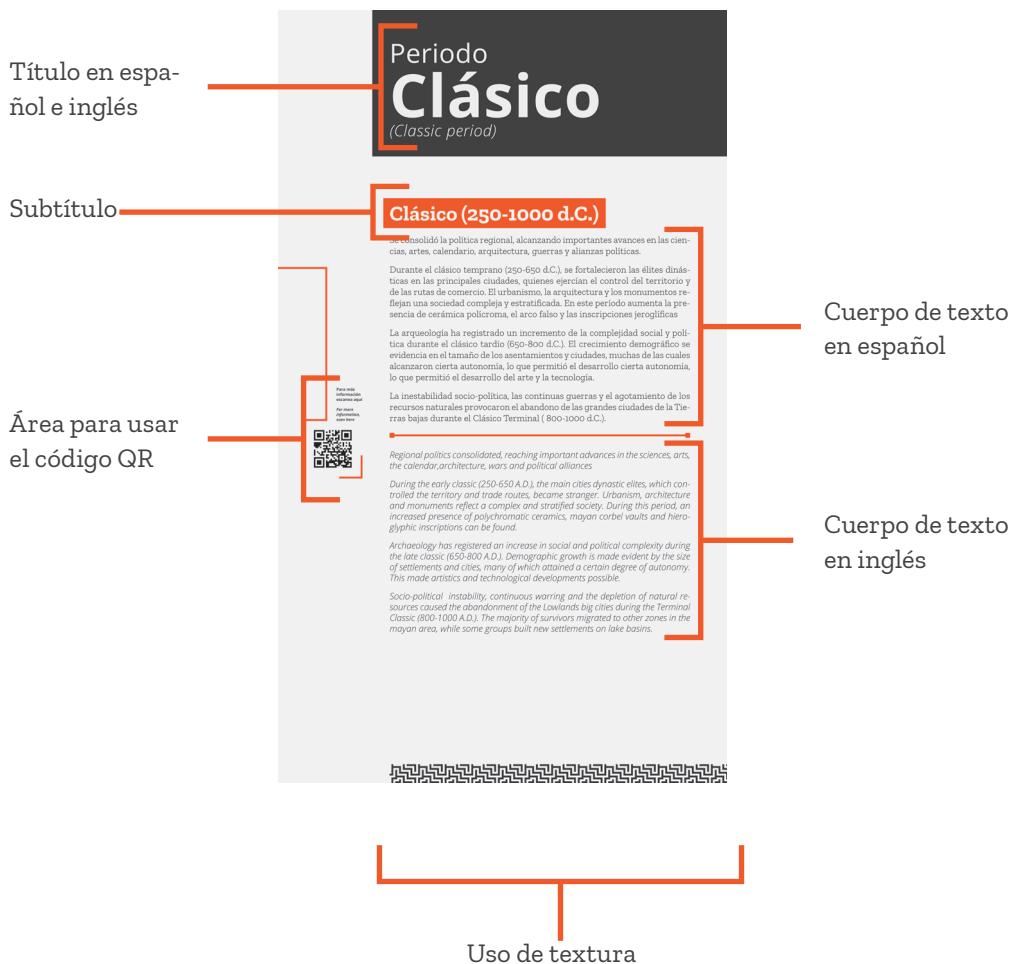 Título en espa-
ñol e inglés
Subtítulo
Área para usar
el código QR
Periodo
Clásico
(Classic period)
Clásico (250-1000 d.C.)
Se consolidó la política regional, alcanzando importantes avances en las cien-
cias, artes, calendario, arquitectura, guerras y alianzas políticas.
Durante el clásico temprano (250-650 d.C.), se fortalecieron las élites dinás-
ticas en las principales ciudades, quienes ejercían el control del territorio y
de las rutas de comercio. El urbanismo, la arquitectura y los monumentos re-
flejan una sociedad compleja y estratificada. En este período aumenta la pre-
sencia de cerámica polícroma, el arco falso y las inscripciones jeroglíficas
La arqueología ha registrado un incremento de la complejidad social y polí-
tica durante el clásico tardío (650-800 d.C.). El crecimiento demográfico se
evidencia en el tamaño de los asentamientos y ciudades, muchas de las cuales
alcanzaron cierta autonomía, lo que permitió el desarrollo cierta autonomía,
lo que permitió el desarrollo del arte y la tecnología.
La inestabilidad socio-política, las continuas guerras y el agotamiento de los
recursos naturales provocaron el abandono de las grandes ciudades de la Tie-
rras bajas durante el Clásico Terminal ( 800-1000 d.C.).
Para más
información
escanea aquí
For more
information,
scan here
Regional politics consolidated, reaching important advances in the sciences, arts,
the calendar,architecture, wars and political alliances
During the early classic (250-650 A.D.), the main cities dynastic elites, which con-
trolled the territory and trade routes, became stranger. Urbanism, architecture
and monuments reflect a complex and stratified society. During this period, an
increased presence of polychromatic ceramics, mayan corbel vaults and hiero-
glyphic inscriptions can be found.
Archaeology has registered an increase in social and political complexity during
the late classic (650-800 A.D.). Demographic growth is made evident by the size
of settlements and cities, many of which attained a certain degree of autonomy.
This made artistics and technological developments possible.
Socio-political instability, continuous warring and the depletion of natural re-
sources caused the abandonment of the Lowlands big cities during the Terminal
Classic (800-1000 A.D.). The majority of survivors migrated to other zones in the
mayan area, while some groups built new settlements on lake basins.
Cuerpo de texto
en español
Cuerpo de texto
en inglés
Uso de textura